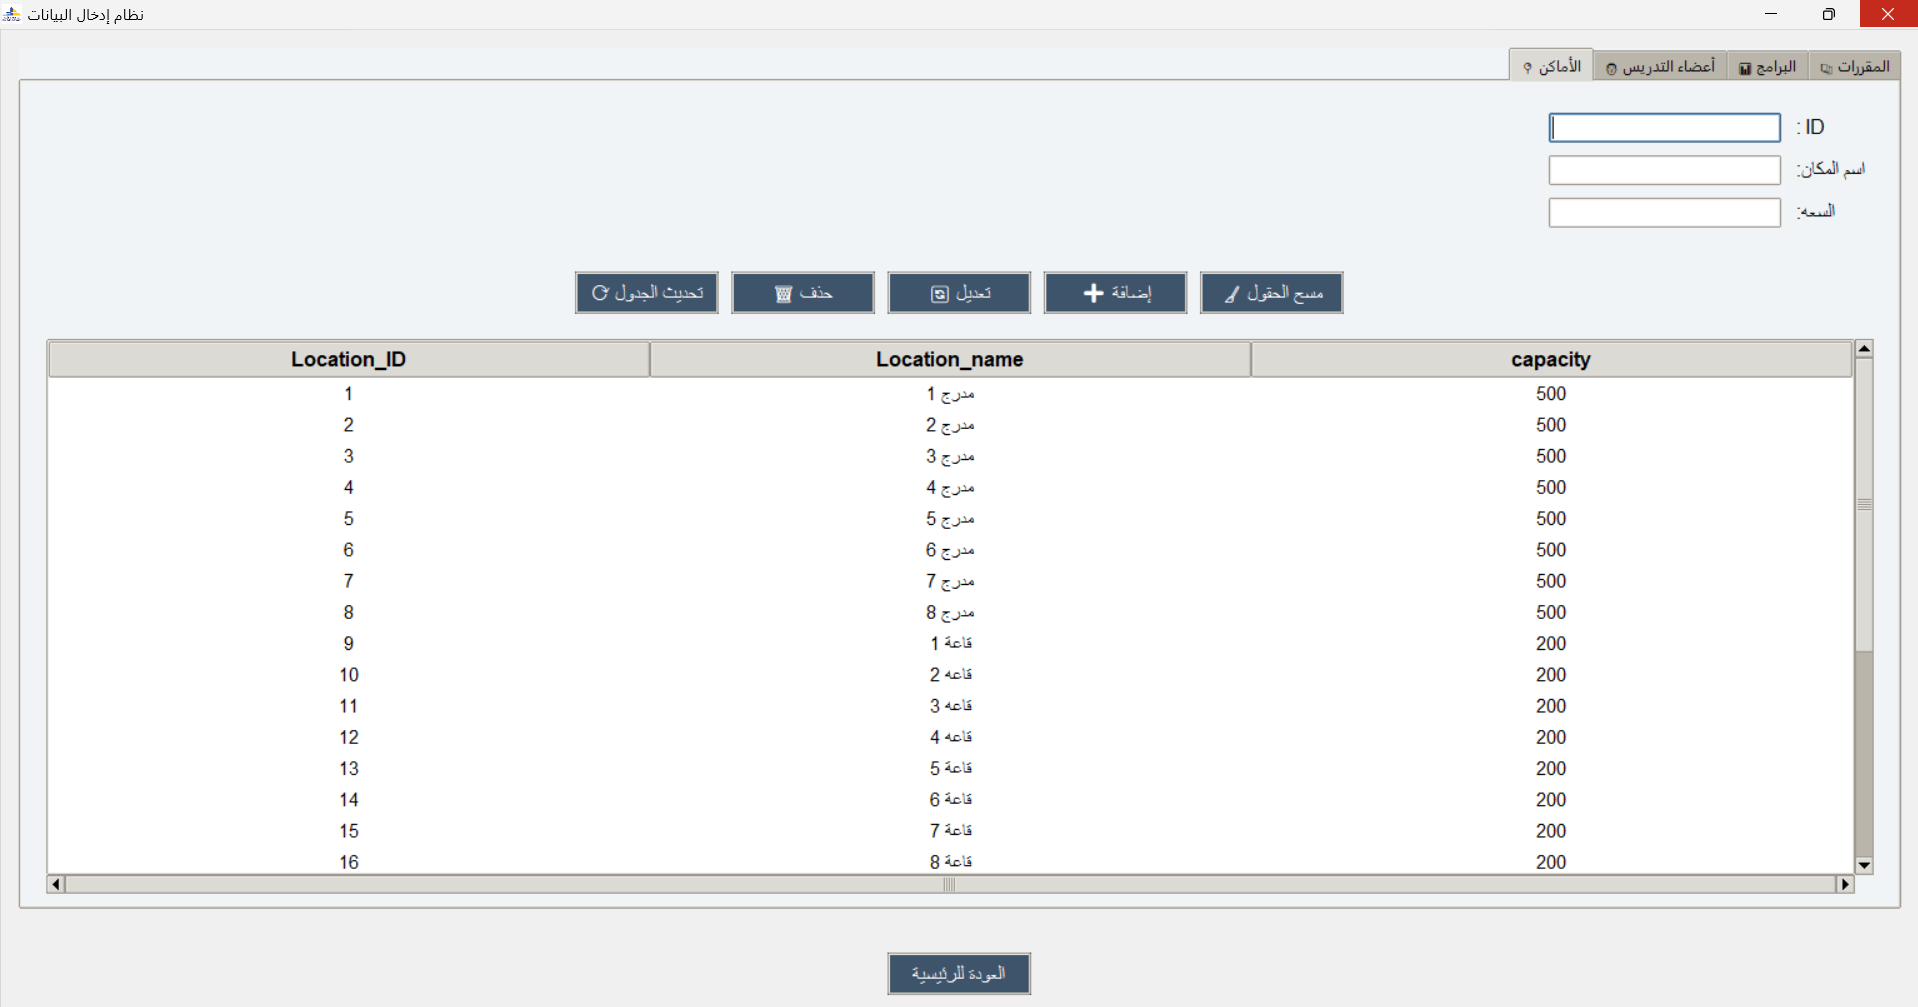 نظام إدخال البيانات
المقررات
البرامج
أعضاء التدريس
الأماكن
ID :
اسم المكان:
السعه:
مسح الحقول
إضافة
تعديل
حذف
تحديث الجدول
Location_ID Location_name capacity
1 مدرج 1 500
2 مدرج 2 500
3 مدرج 3 500
4 مدرج 4 500
5 مدرج 5 500
6 مدرج 6 500
7 مدرج 7 500
8 مدرج 8 500
9 قاعة 1 200
10 قاعه 2 200
11 قاعه 3 200
12 قاعه 4 200
13 قاعة 5 200
14 قاعة 6 200
15 قاعة 7 200
16 قاعة 8 200
العودة للرئيسية